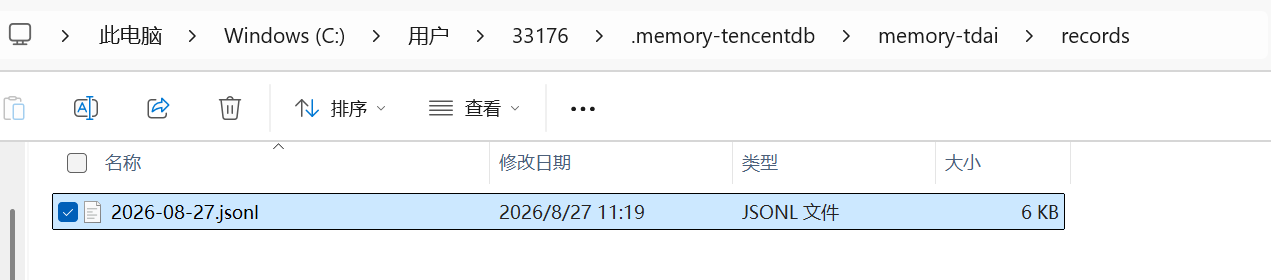 此电脑 > Windows (C:) > 用户 > 33176 > .memory-tencentdb > memory-tdai > records
排序 查看
名称 修改日期 类型 大小
2026-08-27.jsonl 2026/8/27 11:19 JSONL 文件 6 KB